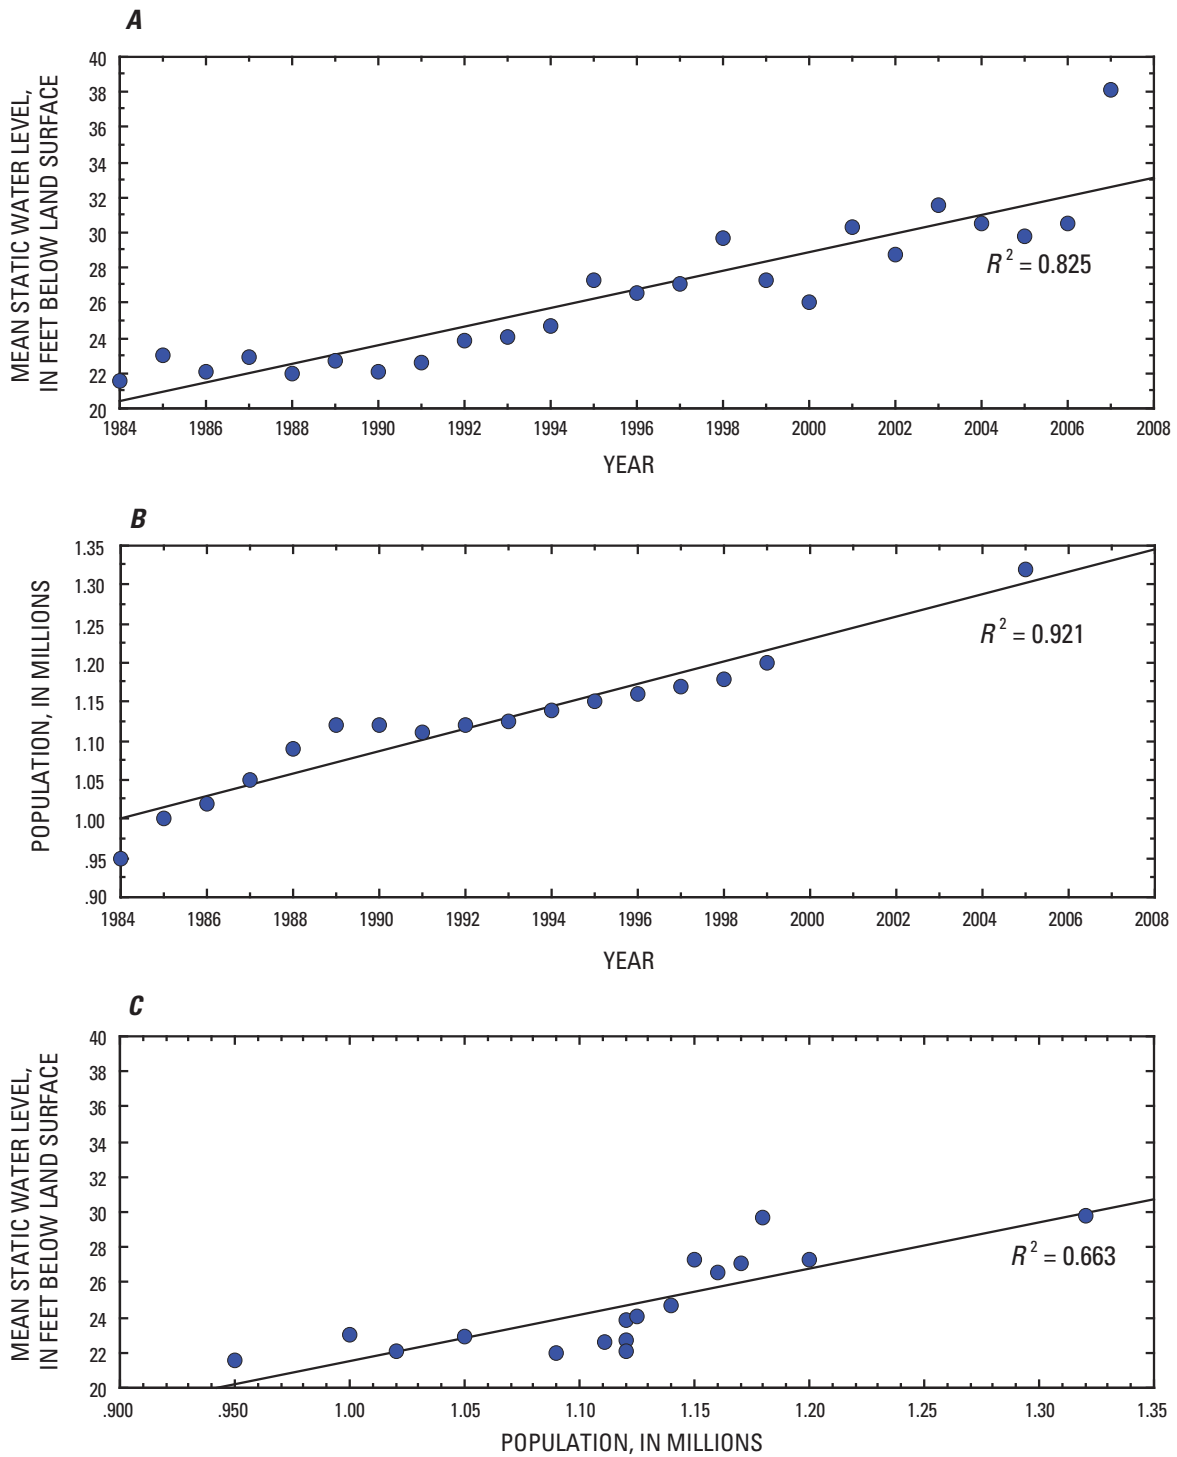 A
MEAN STATIC WATER LEVEL,
IN FEET BELOW LAND SURFACE
40
38
36
34
32
30
28
26
24
22
20
R² = 0.825
1984 1986 1988 1990 1992 1994 1996 1998 2000 2002 2004 2006 2008
YEAR
B
POPULATION, IN MILLIONS
1.35
1.30
1.25
1.20
1.15
1.10
1.05
1.00
.95
.90
R² = 0.921
1984 1986 1988 1990 1992 1994 1996 1998 2000 2002 2004 2006 2008
YEAR
C
MEAN STATIC WATER LEVEL,
IN FEET BELOW LAND SURFACE
40
38
36
34
32
30
28
26
24
22
20
R² = 0.663
.900 .950 1.00 1.05 1.10 1.15 1.20 1.25 1.30 1.35
POPULATION, IN MILLIONS